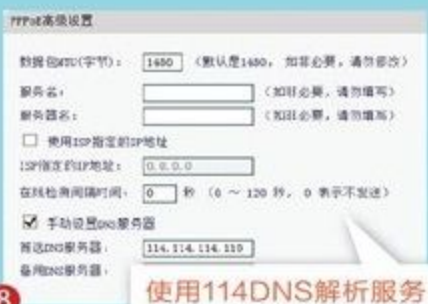 PPPoE高级设置
数据包MTU(字节)： 1480 （默认是1480， 如非必要，请勿修改）
服务名： （如非必要，请勿填写）
服务器名： （如非必要，请勿填写）
使用ISP指定的IP地址
ISP指定的IP地址： 0.0.0.0
在线检测间隔时间： 0 秒 （0 ～ 120 秒， 0 表示不发送）
手动设置DNS服务器
首选DNS服务器： 114.114.114.119
备用DNS服务器：
使用114DNS解析服务
8